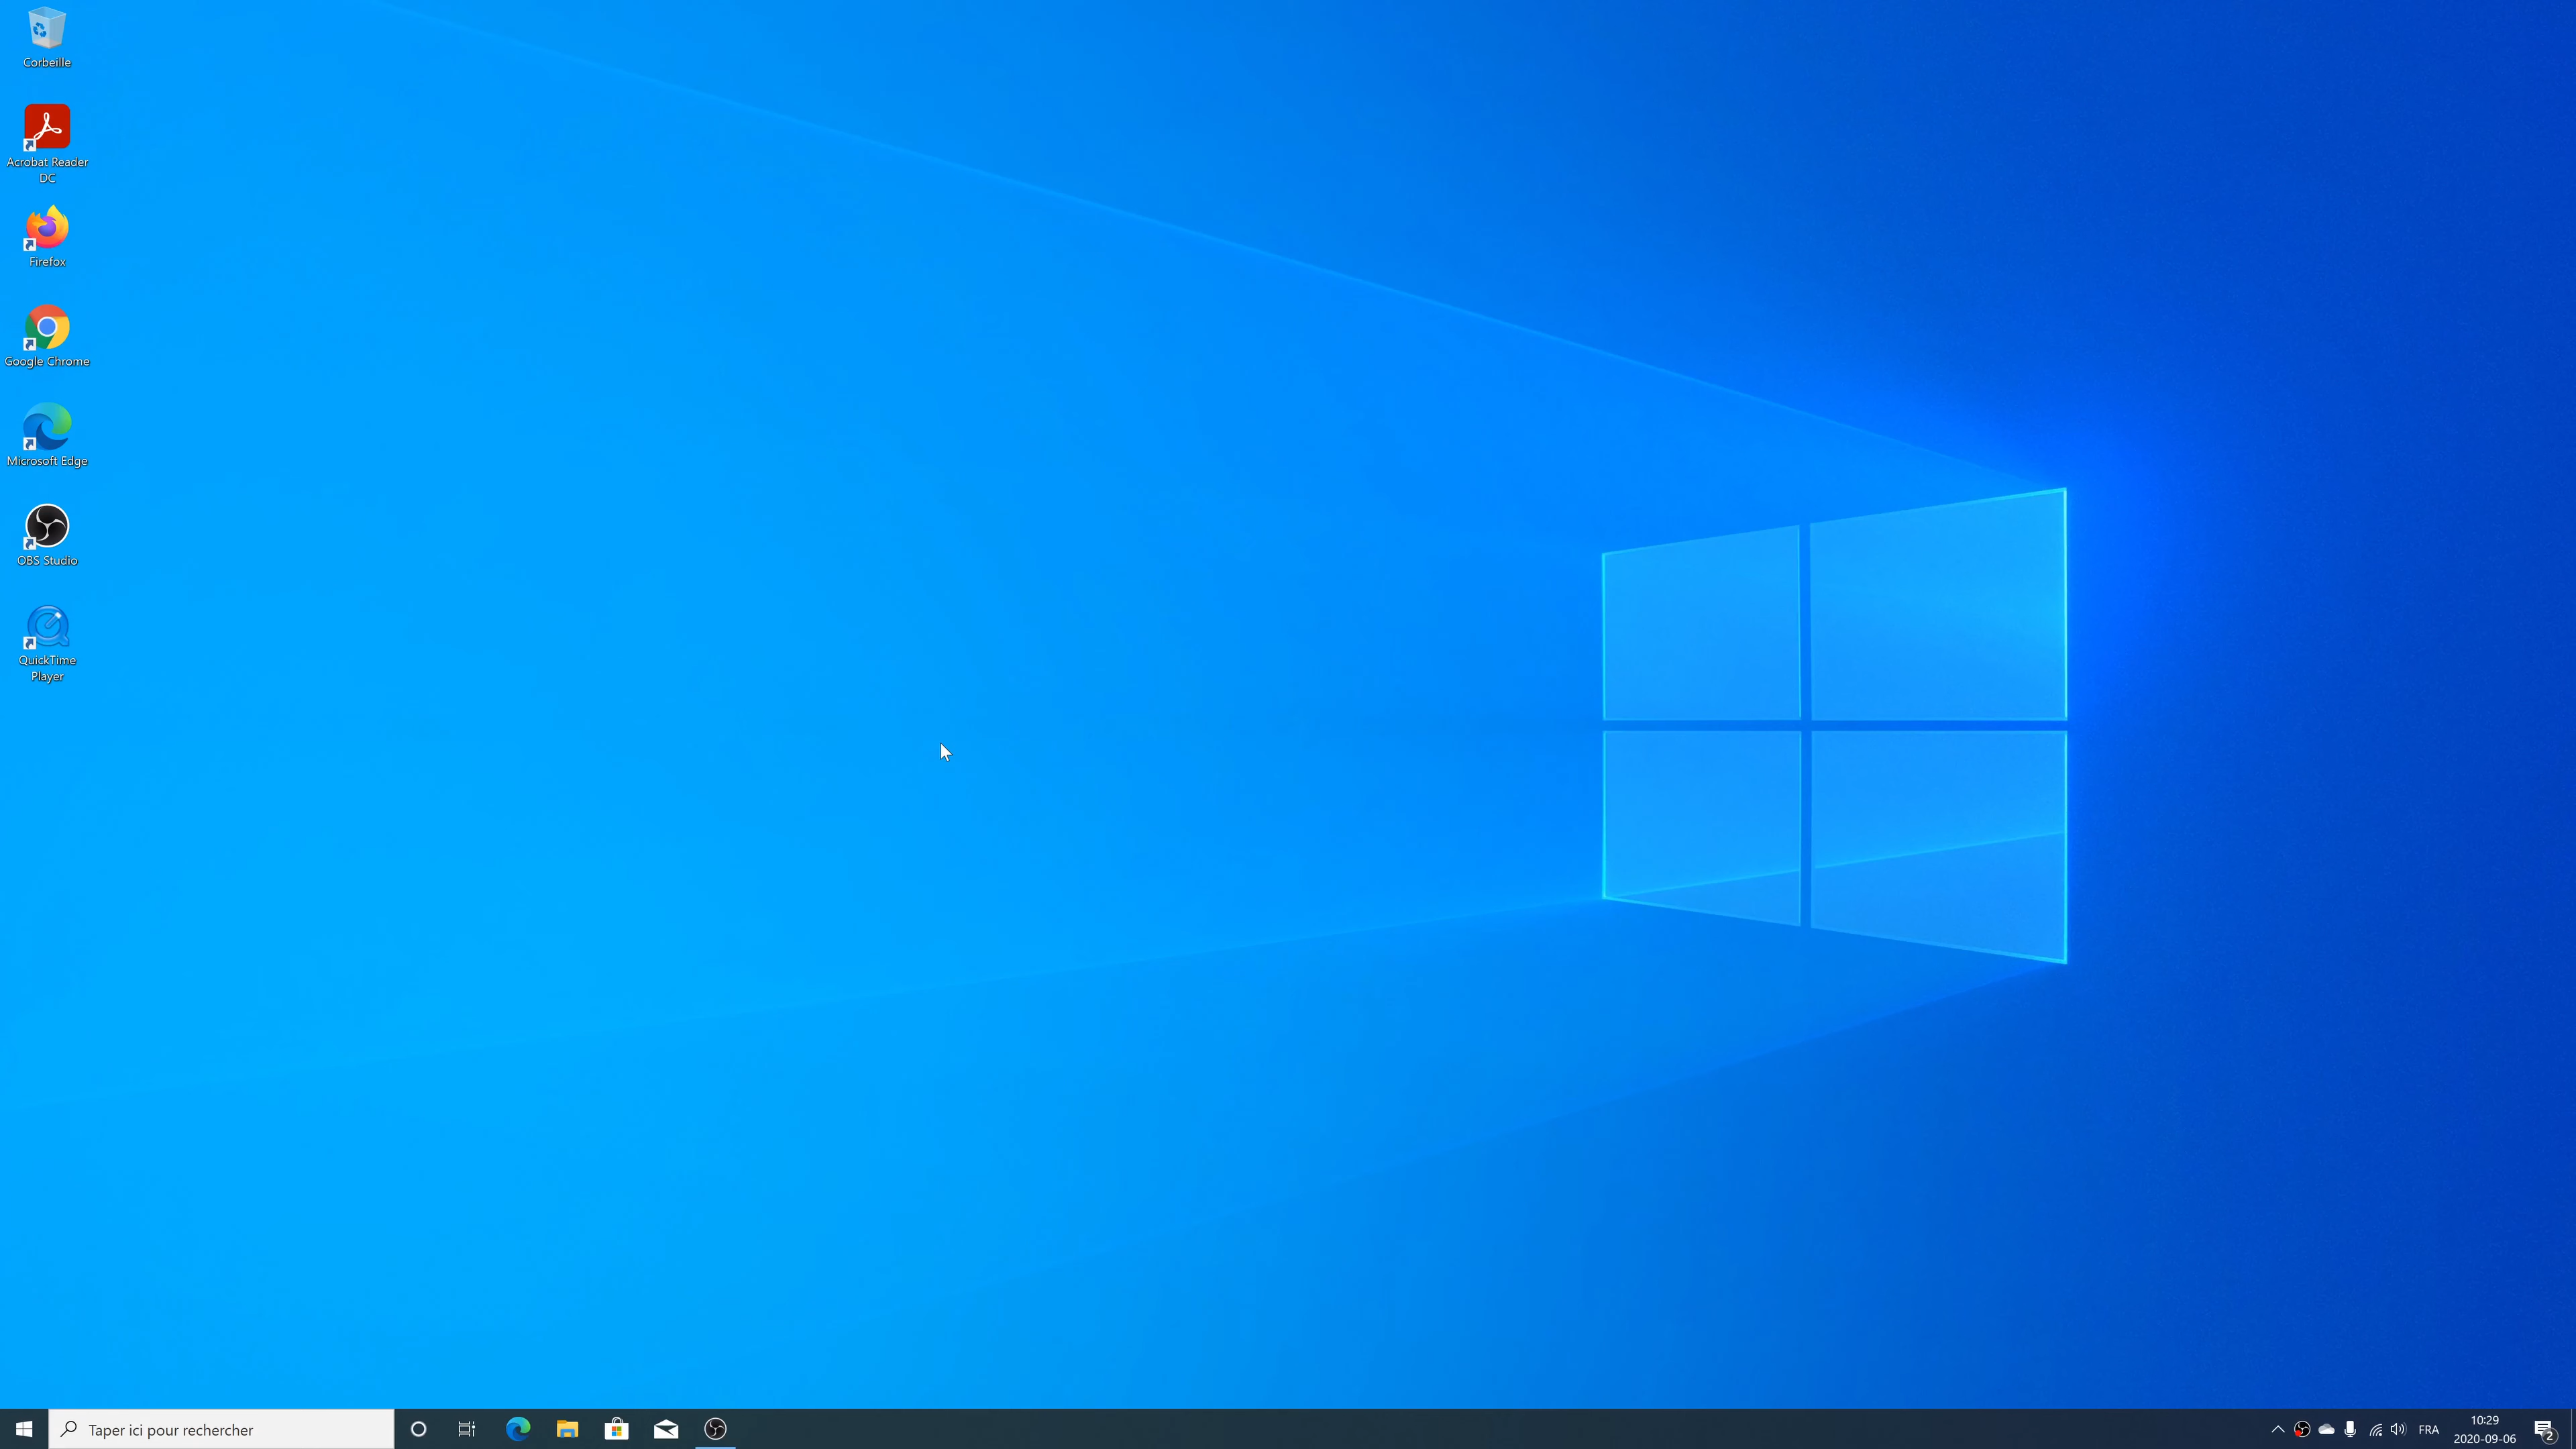 Corbeille
Acrobat Reader
DC
Firefox
Google Chrome
Microsoft Edge
OBS Studio
QuickTime
Player
Taper ici pour rechercher
FRA
10:29
2020-09-06
2